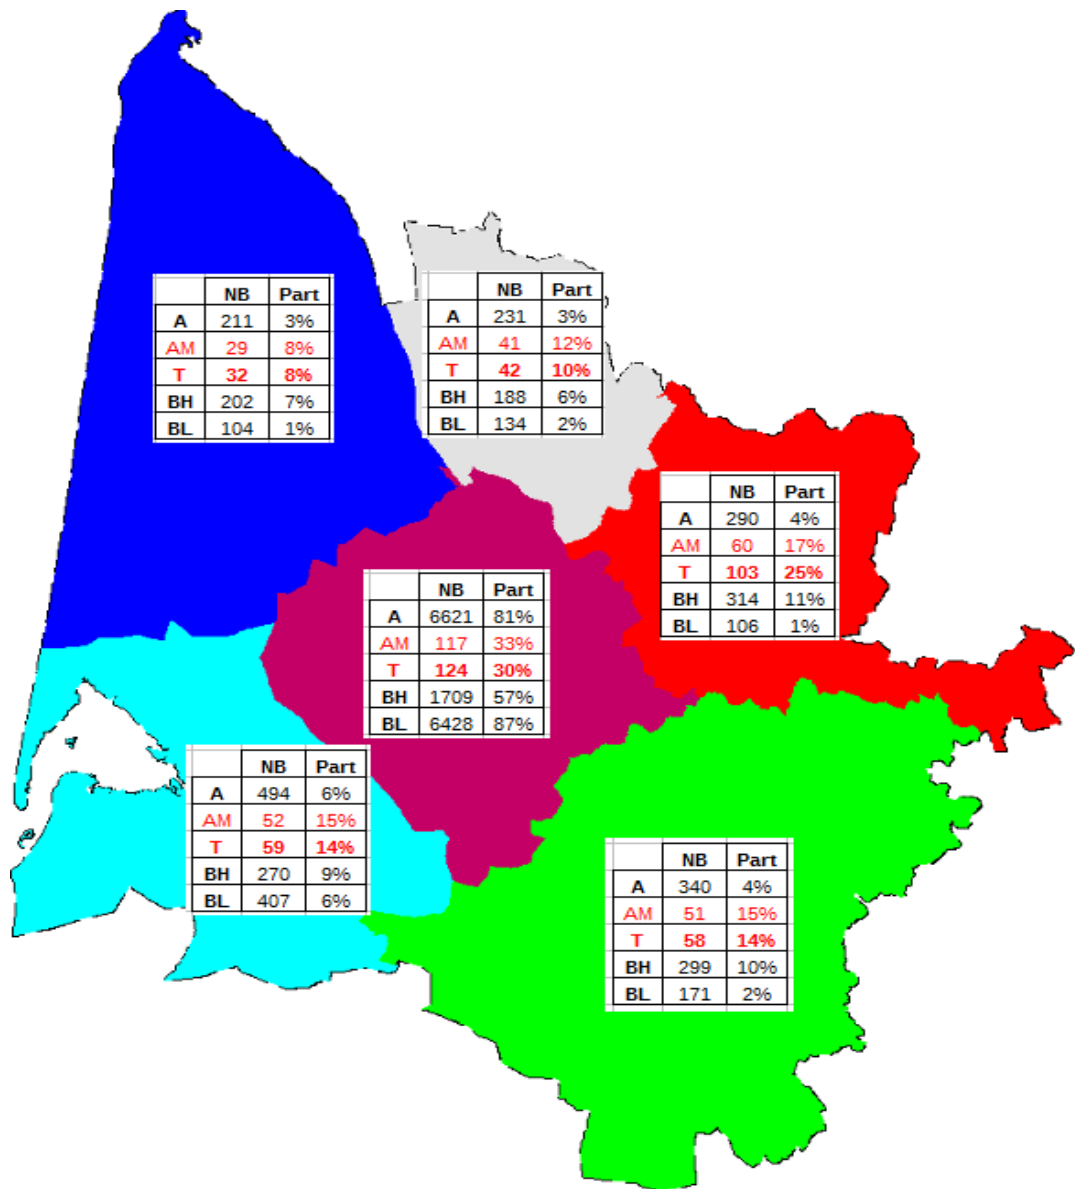 NB Part
A 211 3%
AM 29 8%
T 32 8%
BH 202 7%
BL 104 1%
NB Part
A 231 3%
AM 41 12%
T 42 10%
BH 188 6%
BL 134 2%
NB Part
A 290 4%
AM 60 17%
T 103 25%
BH 314 11%
BL 106 1%
NB Part
A 6621 81%
AM 117 33%
T 124 30%
BH 1709 57%
BL 6428 87%
NB Part
A 494 6%
AM 52 15%
T 59 14%
BH 270 9%
BL 407 6%
NB Part
A 340 4%
AM 51 15%
T 58 14%
BH 299 10%
BL 171 2%